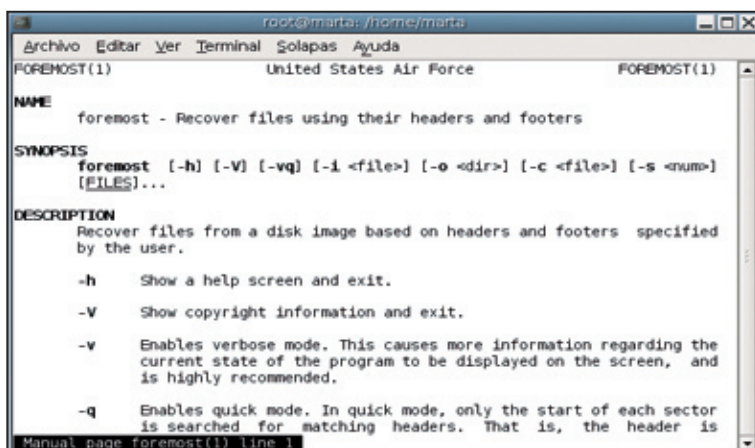 root@marta: /home/marta
Archivo Editar Ver Terminal Solapas Ayuda
FOREMOST(1) United States Air Force FOREMOST(1)
NAME
foremost - Recover files using their headers and footers
SYNOPSIS
foremost [-h] [-V] [-vq] [-i <file>] [-o <dir>] [-c <file>] [-s <num>]
[FILES]...
DESCRIPTION
Recover files from a disk image based on headers and footers specified
by the user.
-h Show a help screen and exit.
-V Show copyright information and exit.
-v Enables verbose mode. This causes more information regarding the
current state of the program to be displayed on the screen, and
is highly recommended.
-q Enables quick mode. In quick mode, only the start of each sector
is searched for matching headers. That is, the header is
Manual page foremost(1) line 1